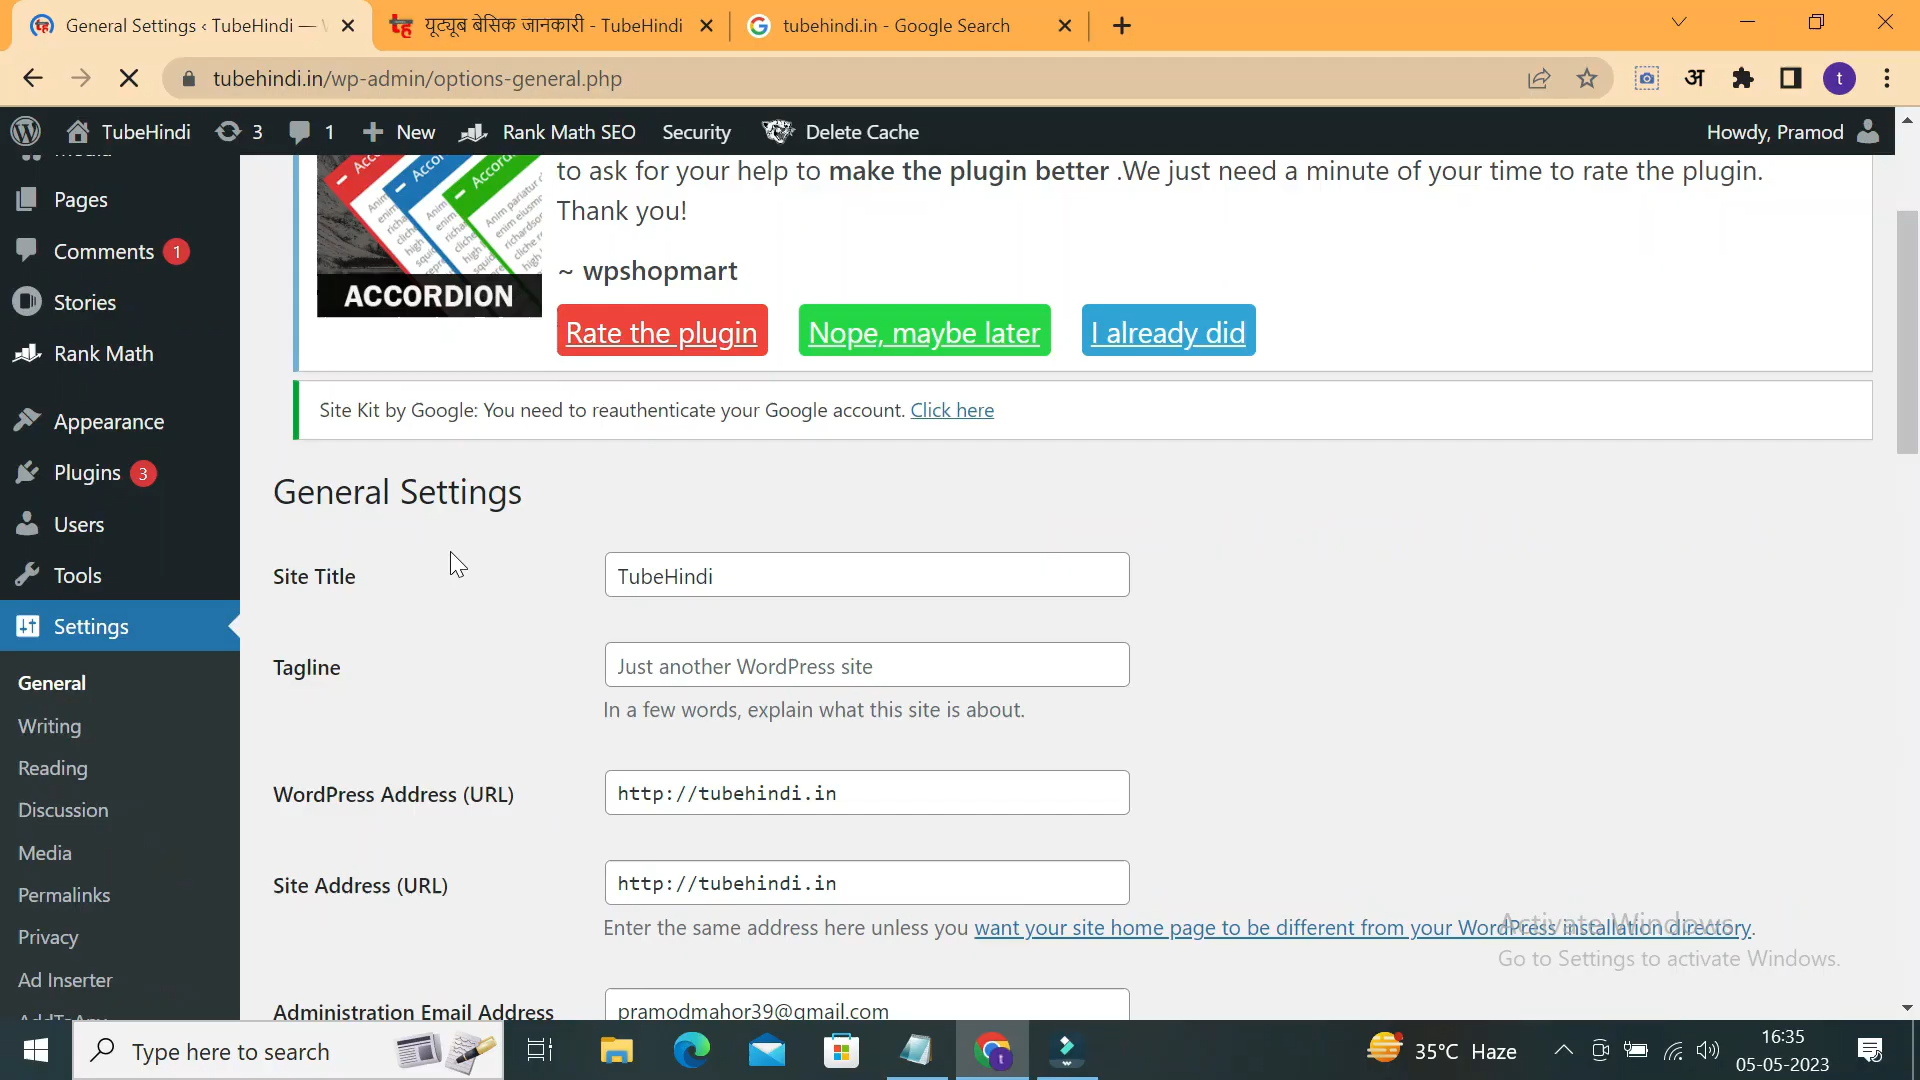 General Settings ‹ TubeHindi —
यूट्यूब बेसिक जानकारी - TubeHindi
tubehindi.in - Google Search
tubehindi.in/wp-admin/options-general.php
अ
t
TubeHindi
3
1
New
Rank Math SEO
Security
Delete Cache
Howdy, Pramod
Pages
Comments 1
Stories
Rank Math
Appearance
Plugins 3
Users
Tools
Settings
General
Writing
Reading
Discussion
Media
Permalinks
Privacy
Ad Inserter
to ask for your help to make the plugin better .We just need a minute of your time to rate the plugin.
Thank you!
~ wpshopmart
ACCORDION
Rate the plugin
Nope, maybe later
I already did
Site Kit by Google: You need to reauthenticate your Google account. Click here
General Settings
Site Title
TubeHindi
Tagline
Just another WordPress site
In a few words, explain what this site is about.
WordPress Address (URL)
http://tubehindi.in
Site Address (URL)
http://tubehindi.in
Enter the same address here unless you want your site home page to be different from your WordPress installation directory.
Activate Windows
Go to Settings to activate Windows.
Administration Email Address
pramodmahor39@gmail.com
Type here to search
35°C Haze
16:35
05-05-2023